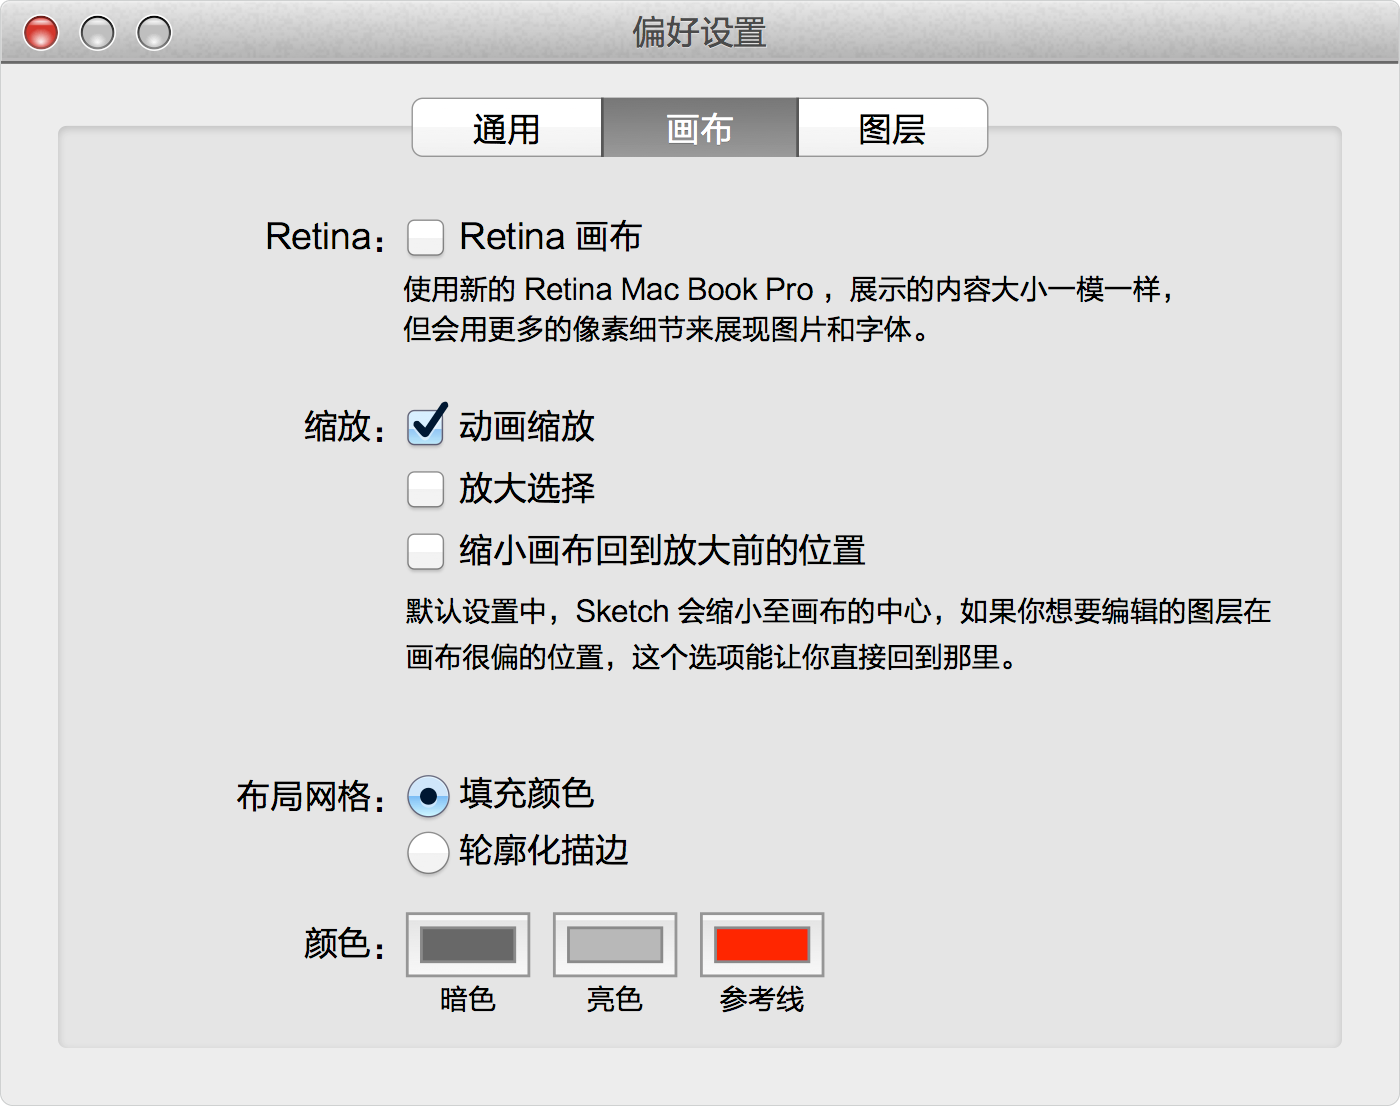 偏好设置
通用
画布
图层
Retina： Retina 画布
使用新的 Retina Mac Book Pro ，展示的内容大小一模一样，
但会用更多的像素细节来展现图片和字体。
缩放： 动画缩放
放大选择
缩小画布回到放大前的位置
默认设置中，Sketch 会缩小至画布的中心，如果你想要编辑的图层在
画布很偏的位置，这个选项能让你直接回到那里。
布局网格： 填充颜色
轮廓化描边
颜色：
暗色
亮色
参考线